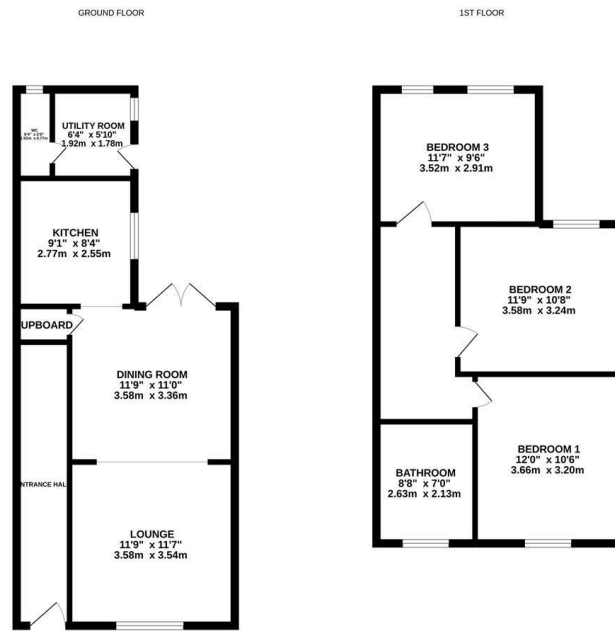 GROUND FLOOR
1ST FLOOR
WC
UTILITY ROOM
6'4" x 5'10"
1.92m x 1.78m
KITCHEN
9'1" x 8'4"
2.77m x 2.55m
UPBOARD
DINING ROOM
11'9" x 11'0"
3.58m x 3.36m
NTRANCE HAL
LOUNGE
11'9" x 11'7"
3.58m x 3.54m
BEDROOM 3
11'7" x 9'6"
3.52m x 2.91m
BEDROOM 2
11'9" x 10'8"
3.58m x 3.24m
BEDROOM 1
12'0" x 10'6"
3.66m x 3.20m
BATHROOM
8'8" x 7'0"
2.63m x 2.13m